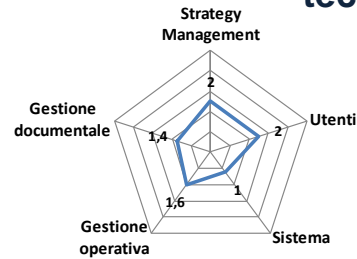 Strategy
Management
2
Gestione
documentale
1,4
2
Utenti
1
1,6
Gestione
operativa
Sistema